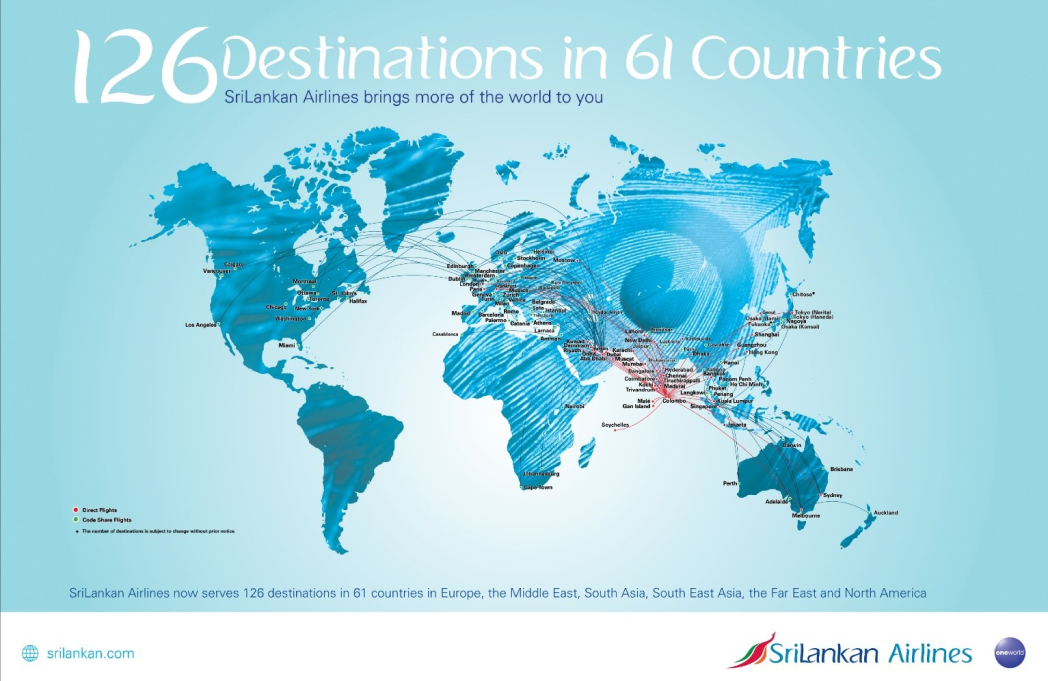 126 Destinations in 61 Countries
SriLankan Airlines brings more of the world to you
Calgary
Vancouver
Montreal
Ottawa
Toronto
St. John's
Halifax
Chicago
New York
Washington
Los Angeles
Miami
Edinburgh
Manchester
Dublin
Amsterdam
London
Paris
Geneva
Zurich
Milan
Oslo
Helsinki
Stockholm
Copenhagen
Moscow
Madrid
Barcelona
Rome
Palermo
Catania
Athens
Belgrade
Sofia
Istanbul
Larnaca
Amman
Casablanca
Kuwait
Dammam
Riyadh
Doha
Dubai
Abu Dhabi
Muscat
Karachi
Lahore
New Delhi
Mumbai
Dhaka
Hyderabad
Bangalore
Chennai
Coimbatore
Tiruchirappalli
Kochi
Madurai
Trivandrum
Malé
Colombo
Gan Island
Seychelles
Nairobi
Johannesburg
Cape Town
Chitose*
Seoul
Tokyo (Narita)
Tokyo (Haneda)
Osaka (Itami)
Nagoya
Fukuoka
Osaka (Kansai)
Shanghai
Guangzhou
Hong Kong
Hanoi
Bangkok
Pnom Penh
Ho Chi Minh
Phuket
Penang
Langkawi
Kuala Lumpur
Singapore
Jakarta
Darwin
Brisbane
Perth
Adelaide
Sydney
Melbourne
Auckland
Direct Flights
Code Share Flights
* The number of destinations is subject to change without prior notice
SriLankan Airlines now serves 126 destinations in 61 countries in Europe, the Middle East, South Asia, South East Asia, the Far East and North America
srilankan.com
SriLankan Airlines
oneworld